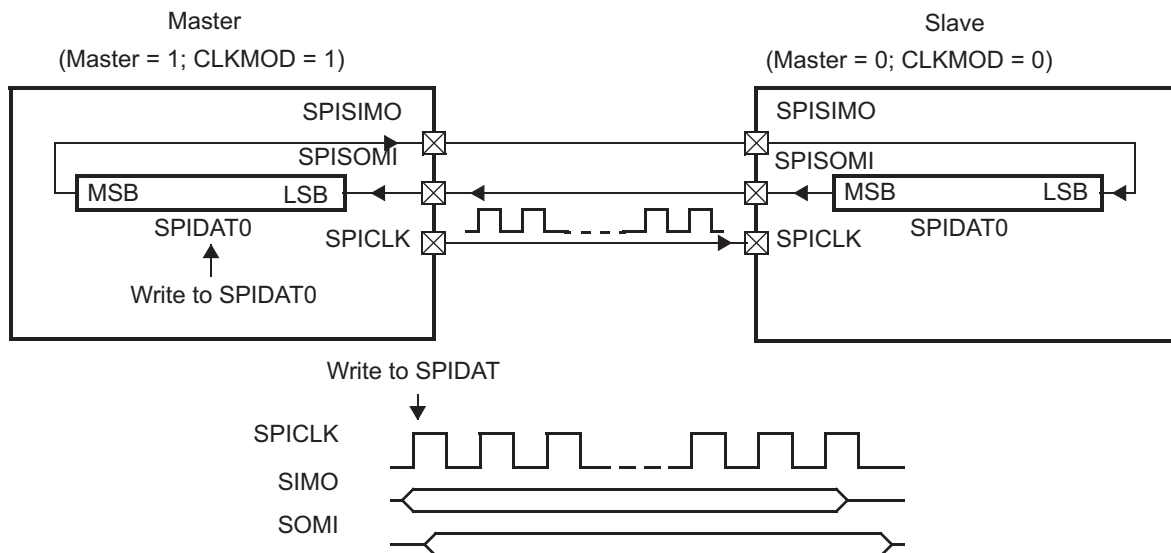 Master
(Master = 1; CLKMOD = 1)
Slave
(Master = 0; CLKMOD = 0)
SPISIMO
SPISIMO
SPISOMI
SPISOMI
MSB
LSB
MSB
LSB
SPIDAT0
SPICLK
SPICLK
SPIDAT0
Write to SPIDAT0
Write to SPIDAT
SPICLK
SIMO
SOMI